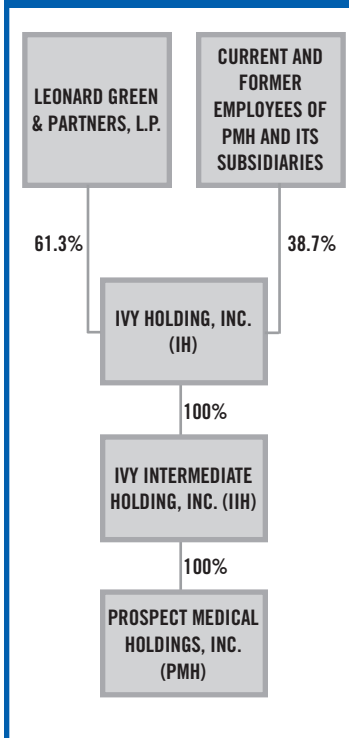 LEONARD GREEN
& PARTNERS, L.P.
CURRENT AND
FORMER
EMPLOYEES OF
PMH AND ITS
SUBSIDIARIES
61.3%
38.7%
IVY HOLDING, INC.
(IH)
100%
IVY INTERMEDIATE
HOLDING, INC. (IIH)
100%
PROSPECT MEDICAL
HOLDINGS, INC.
(PMH)